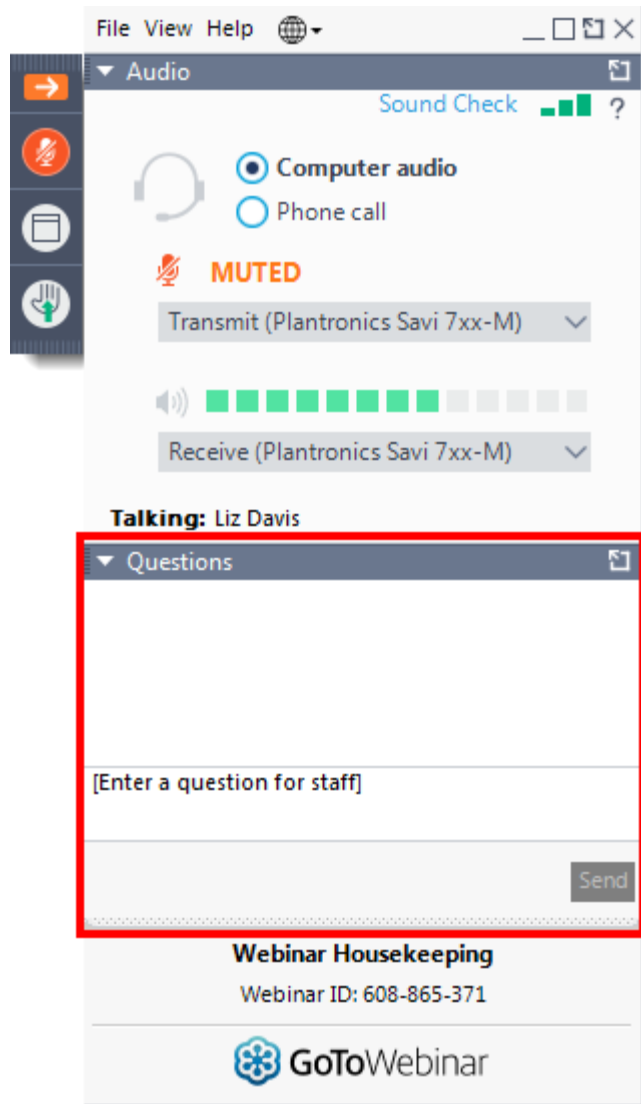 File View Help
Audio
Sound Check ?
Computer audio
Phone call
MUTED
Transmit (Plantronics Savi 7xx-M)
Receive (Plantronics Savi 7xx-M)
Talking: Liz Davis
Questions
[Enter a question for staff]
Send
Webinar Housekeeping
Webinar ID: 608-865-371
GoToWebinar